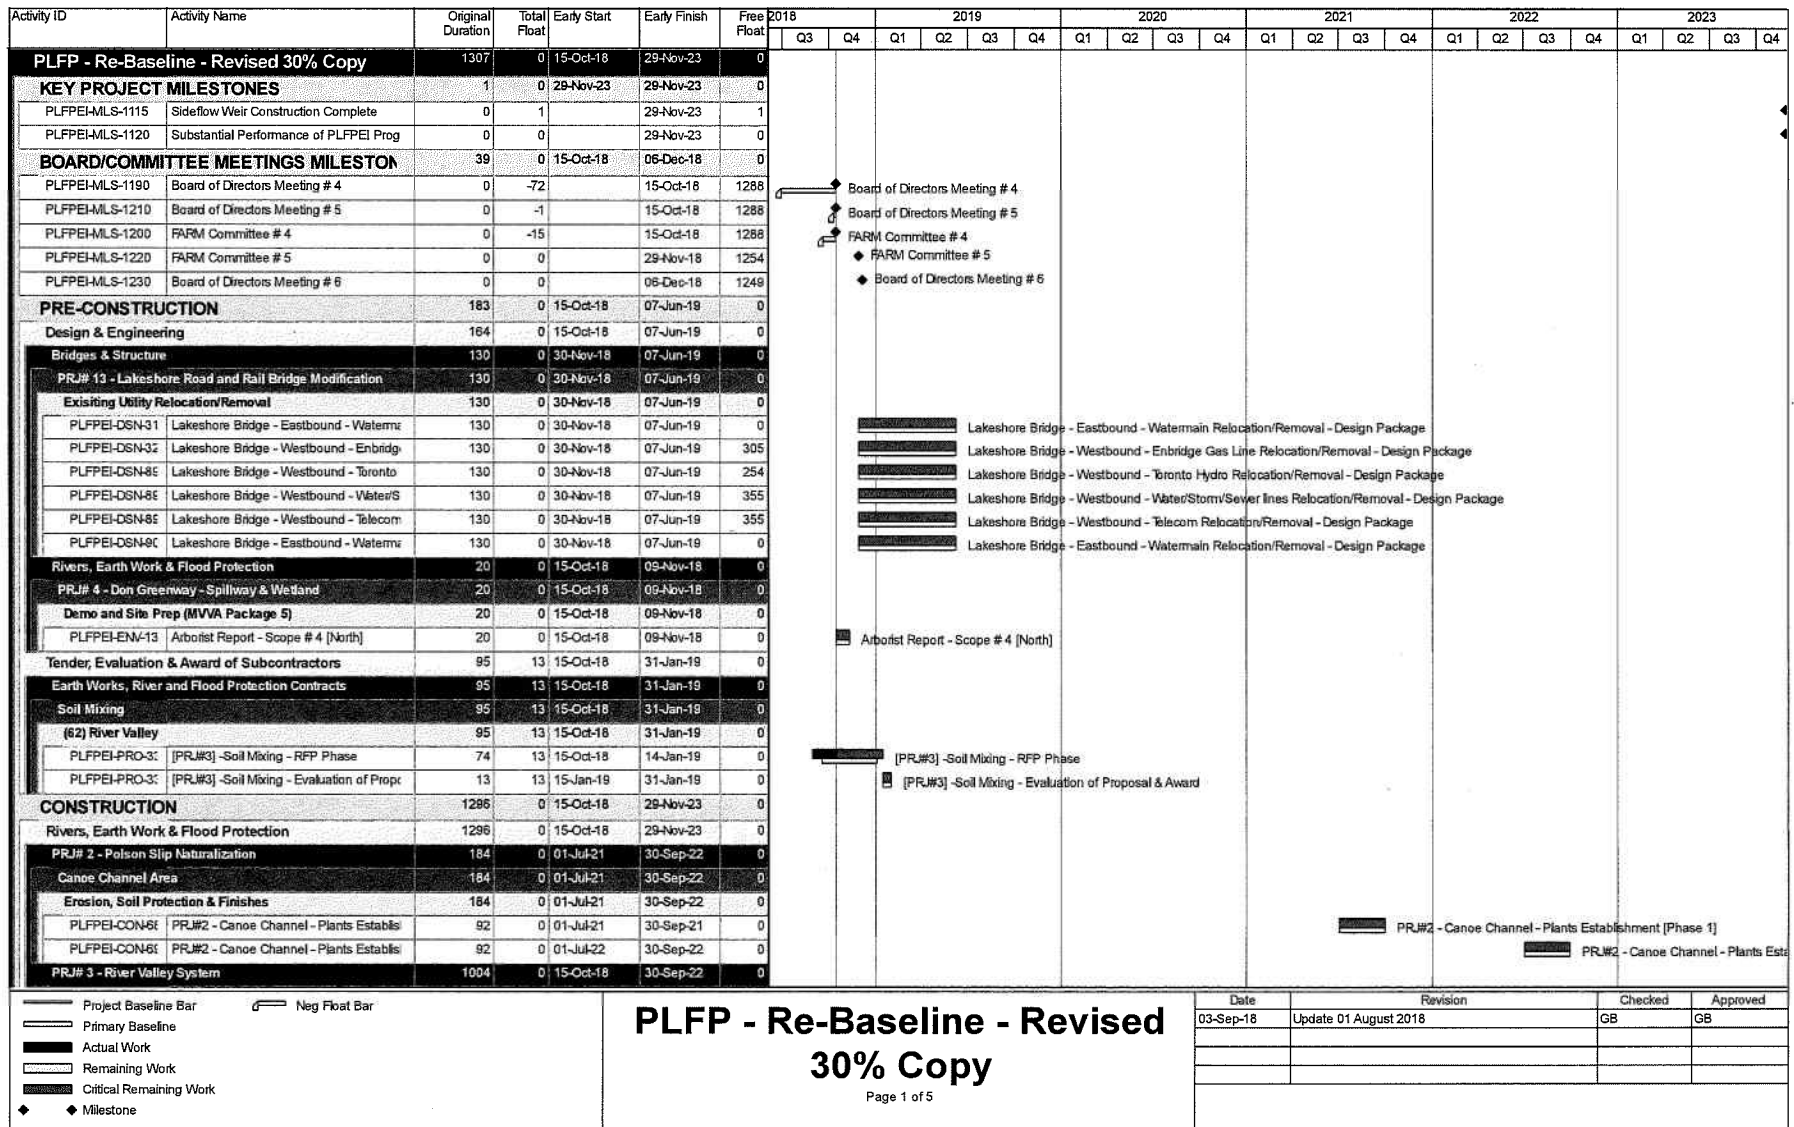 Activity ID Activity Name Original Duration Total Float Early Start Early Finish Free Float 2018 2019 2020 2021 2022 2023
Q3 Q4 Q1 Q2 Q3 Q4 Q1 Q2 Q3 Q4 Q1 Q2 Q3 Q4 Q1 Q2 Q3 Q4 Q1 Q2 Q3 Q4
PLFP - Re-Baseline - Revised 30% Copy 1307 0 15-Oct-18 29-Nov-23 0
KEY PROJECT MILESTONES 1 0 29-Nov-23 29-Nov-23 0
PLFPEI-MLS-1115 Sideflow Weir Construction Complete 0 1 29-Nov-23 1
PLFPEI-MLS-1120 Substantial Performance of PLFPEI Prog 0 0 29-Nov-23 0
BOARD/COMMITTEE MEETINGS MILESTON 39 0 15-Oct-18 06-Dec-18 0
PLFPEI-MLS-1190 Board of Directors Meeting # 4 0 -72 15-Oct-18 1288 Board of Directors Meeting # 4
PLFPEI-MLS-1210 Board of Directors Meeting # 5 0 -1 15-Oct-18 1288 Board of Directors Meeting # 5
PLFPEI-MLS-1200 FARM Committee # 4 0 -15 15-Oct-18 1288 FARM Committee # 4
PLFPEI-MLS-1220 FARM Committee # 5 0 0 29-Nov-18 1254 FARM Committee # 5
PLFPEI-MLS-1230 Board of Directors Meeting # 6 0 0 06-Dec-18 1249 Board of Directors Meeting # 6
PRE-CONSTRUCTION 183 0 15-Oct-18 07-Jun-19 0
Design & Engineering 164 0 15-Oct-18 07-Jun-19 0
Bridges & Structure 130 0 30-Nov-18 07-Jun-19 0
PRJ# 13 - Lakeshore Road and Rail Bridge Modification 130 0 30-Nov-18 07-Jun-19 0
Exisiting Utility Relocation/Removal 130 0 30-Nov-18 07-Jun-19 0
PLFPEI-DSN-31 Lakeshore Bridge - Eastbound - Waterma 130 0 30-Nov-18 07-Jun-19 0 Lakeshore Bridge - Eastbound - Watermain Relocation/Removal - Design Package
PLFPEI-DSN-32 Lakeshore Bridge - Westbound - Enbridg 130 0 30-Nov-18 07-Jun-19 305 Lakeshore Bridge - Westbound - Enbridge Gas Line Relocation/Removal - Design Package
PLFPEI-DSN-89 Lakeshore Bridge - Westbound - Toronto 130 0 30-Nov-18 07-Jun-19 254 Lakeshore Bridge - Westbound - Toronto Hydro Relocation/Removal - Design Package
PLFPEI-DSN-89 Lakeshore Bridge - Westbound - Water/S 130 0 30-Nov-18 07-Jun-19 355 Lakeshore Bridge - Westbound - Water/Storm/Sewer lines Relocation/Removal - Design Package
PLFPEI-DSN-89 Lakeshore Bridge - Westbound - Telecom 130 0 30-Nov-18 07-Jun-19 355 Lakeshore Bridge - Westbound - Telecom Relocation/Removal - Design Package
PLFPEI-DSN-90 Lakeshore Bridge - Eastbound - Waterma 130 0 30-Nov-18 07-Jun-19 0 Lakeshore Bridge - Eastbound - Watermain Relocation/Removal - Design Package
Rivers, Earth Work & Flood Protection 20 0 15-Oct-18 09-Nov-18 0
PRJ# 4 - Don Greenway - Spillway & Wetland 20 0 15-Oct-18 09-Nov-18 0
Demo and Site Prep (MVVA Package 5) 20 0 15-Oct-18 09-Nov-18 0
PLFPEI-ENV-13 Arborist Report - Scope # 4 [North] 20 0 15-Oct-18 09-Nov-18 0 Arborist Report - Scope # 4 [North]
Tender, Evaluation & Award of Subcontractors 95 13 15-Oct-18 31-Jan-19 0
Earth Works, River and Flood Protection Contracts 95 13 15-Oct-18 31-Jan-19 0
Soil Mixing 95 13 15-Oct-18 31-Jan-19 0
(62) River Valley 95 13 15-Oct-18 31-Jan-19 0
PLFPEI-PRO-3 [PRJ#3] -Soil Mixing - RFP Phase 74 13 15-Oct-18 14-Jan-19 0 [PRJ#3] -Soil Mixing - RFP Phase
PLFPEI-PRO-3 [PRJ#3] -Soil Mixing - Evaluation of Propo 13 13 15-Jan-19 31-Jan-19 0 [PRJ#3] -Soil Mixing - Evaluation of Proposal & Award
CONSTRUCTION 1296 0 15-Oct-18 29-Nov-23 0
Rivers, Earth Work & Flood Protection 1296 0 15-Oct-18 29-Nov-23 0
PRJ# 2 - Polson Slip Naturalization 184 0 01-Jul-21 30-Sep-22 0
Canoe Channel Area 184 0 01-Jul-21 30-Sep-22 0
Erosion, Soil Protection & Finishes 184 0 01-Jul-21 30-Sep-22 0
PLFPEI-CON-6 PRJ#2 - Canoe Channel - Plants Establis 92 0 01-Jul-21 30-Sep-21 0 PRJ#2 - Canoe Channel - Plants Establishment [Phase 1]
PLFPEI-CON-6 PRJ#2 - Canoe Channel - Plants Establis 92 0 01-Jul-22 30-Sep-22 0 PRJ#2 - Canoe Channel - Plants Esta
PRJ# 3 - River Valley System 1004 0 15-Oct-18 30-Sep-22 0
Project Baseline Bar Neg Float Bar
Primary Baseline
Actual Work
Remaining Work
Critical Remaining Work
Milestone
PLFP - Re-Baseline - Revised
30% Copy
Page 1 of 5
Date Revision Checked Approved
03-Sep-18 Update 01 August 2018 GB GB